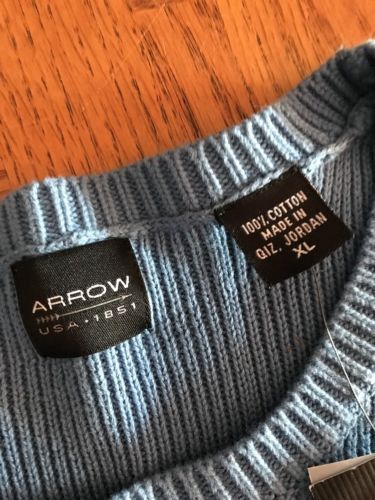 ARROW
USA • 1851
100% COTTON
MADE IN
QIZ, JORDAN
XL